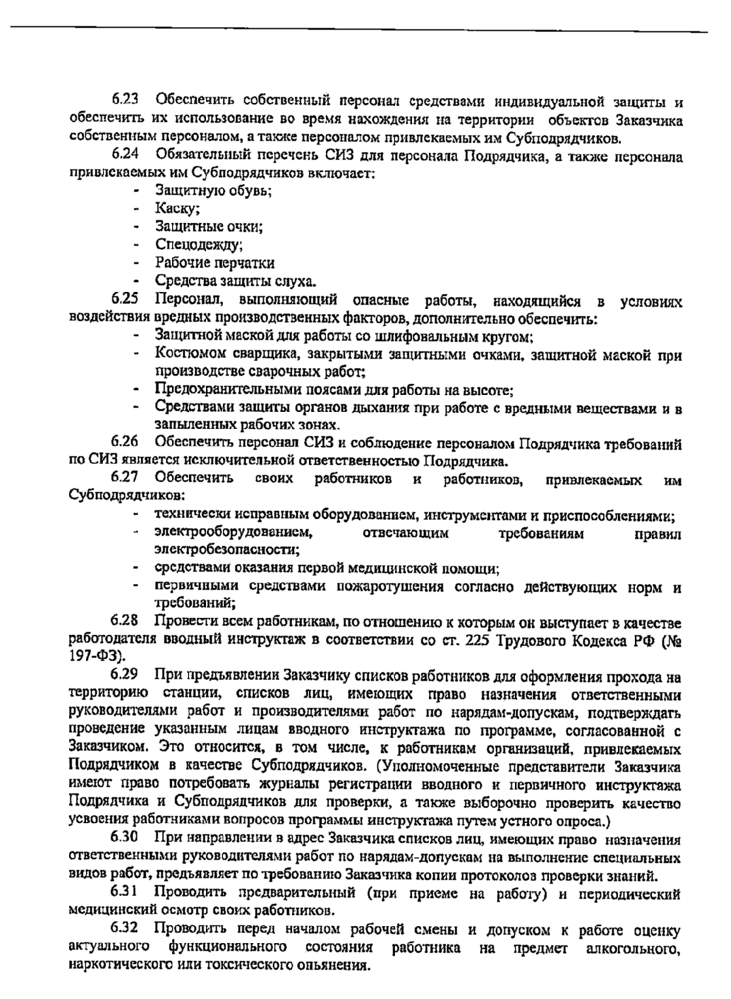 6.23 Обеспечить собственный персонал средствами индивидуальной защиты и
обеспечить их использование во время нахождения на территории объектов Заказчика
собственным персоналом, а также персоналом привлекаемых им Субподрядчиков.
6.24 Обязательный перечень СИЗ для персонала Подрядчика, а также персонала
привлекаемых им Субподрядчиков включает:
- Защитную обувь;
- Каску;
- Защитные очки;
- Спецодежду;
- Рабочие перчатки
- Средства защиты слуха.
6.25 Персонал, выполняющий опасные работы, находящийся в условиях
воздействия вредных производственных факторов, дополнительно обеспечить:
- Защитной маской для работы со шлифовальным кругом;
- Костюмом сварщика, закрытыми защитными очками, защитной маской при
производстве сварочных работ;
- Предохранительными поясами для работы на высоте;
- Средствами защиты органов дыхания при работе с вредными веществами и в
запыленных рабочих зонах.
6.26 Обеспечить персонал СИЗ и соблюдение персоналом Подрядчика требований
по СИЗ является исключительной ответственностью Подрядчика.
6.27 Обеспечить своих работников и работников, привлекаемых им
Субподрядчиков:
- технически исправным оборудованием, инструментами и приспособлениями;
- электрооборудованием, отвечающим требованиям правил
электробезопасности;
- средствами оказания первой медицинской помощи;
- первичными средствами пожаротушения согласно действующих норм и
требований;
6.28 Провести всем работникам, по отношению к которым он выступает в качестве
работодателя вводный инструктаж в соответствии со ст. 225 Трудового Кодекса РФ (№
197-ФЗ).
6.29 При предъявлении Заказчику списков работников для оформления прохода на
территорию станции, списков лиц, имеющих право назначения ответственными
руководителями работ и производителями работ по нарядам-допускам, подтверждать
проведение указанным лицам вводного инструктажа по программе, согласованной с
Заказчиком. Это относится, в том числе, к работникам организаций, привлекаемых
Подрядчиком в качестве Субподрядчиков. (Уполномоченные представители Заказчика
имеют право потребовать журналы регистрации вводного и первичного инструктажа
Подрядчика и Субподрядчиков для проверки, а также выборочно проверить качество
усвоения работниками вопросов программы инструктажа путем устного опроса.)
6.30 При направлении в адрес Заказчика списков лиц, имеющих право назначения
ответственными руководителями работ по нарядам-допускам на выполнение специальных
видов работ, предъявляет по требованию Заказчика копии протоколов проверки знаний.
6.31 Проводить предварительный (при приеме на работу) и периодический
медицинский осмотр своих работников.
6.32 Проводить перед началом рабочей смены и допуском к работе оценку
актуального функционального состояния работника на предмет алкогольного,
наркотического или токсического опьянения.